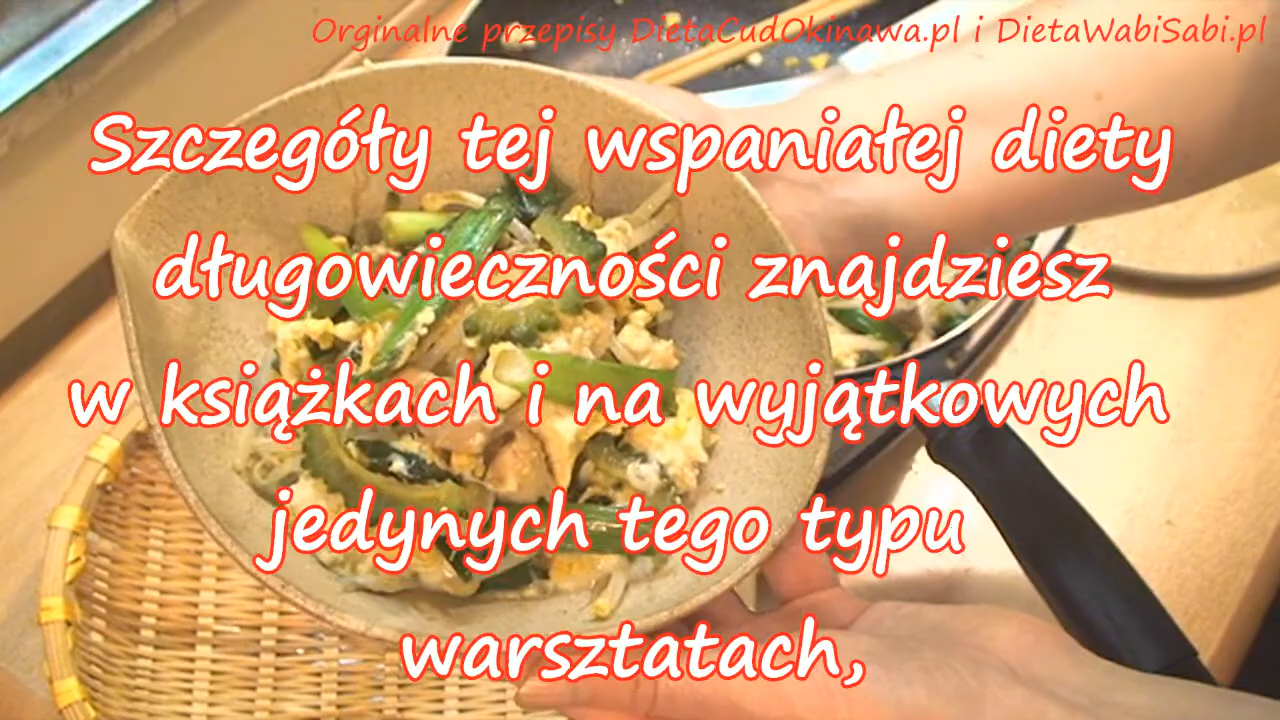 Orginalne przepisy DietaCudOkinawa.pl i DietaWabiSabi.pl
Szczegóły tej wspaniałej diety
długowieczności znajdziesz
w książkach i na wyjątkowych
jedynych tego typu
warsztatach,